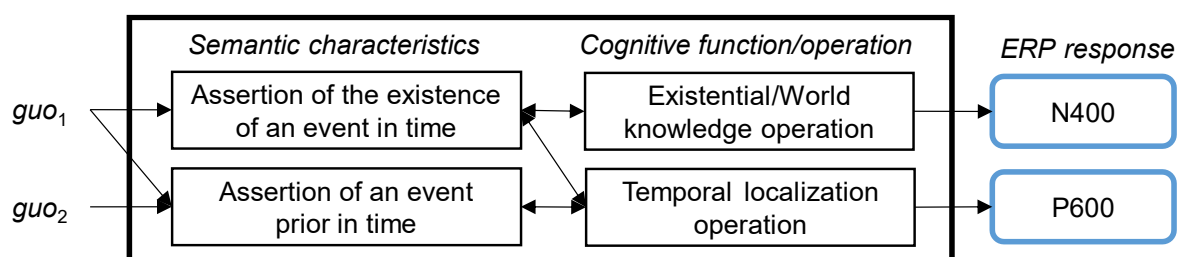 Semantic characteristics Cognitive function/operation ERP response
guo₁ Assertion of the existence of an event in time Existential/World knowledge operation N400
guo₂ Assertion of an event prior in time Temporal localization operation P600